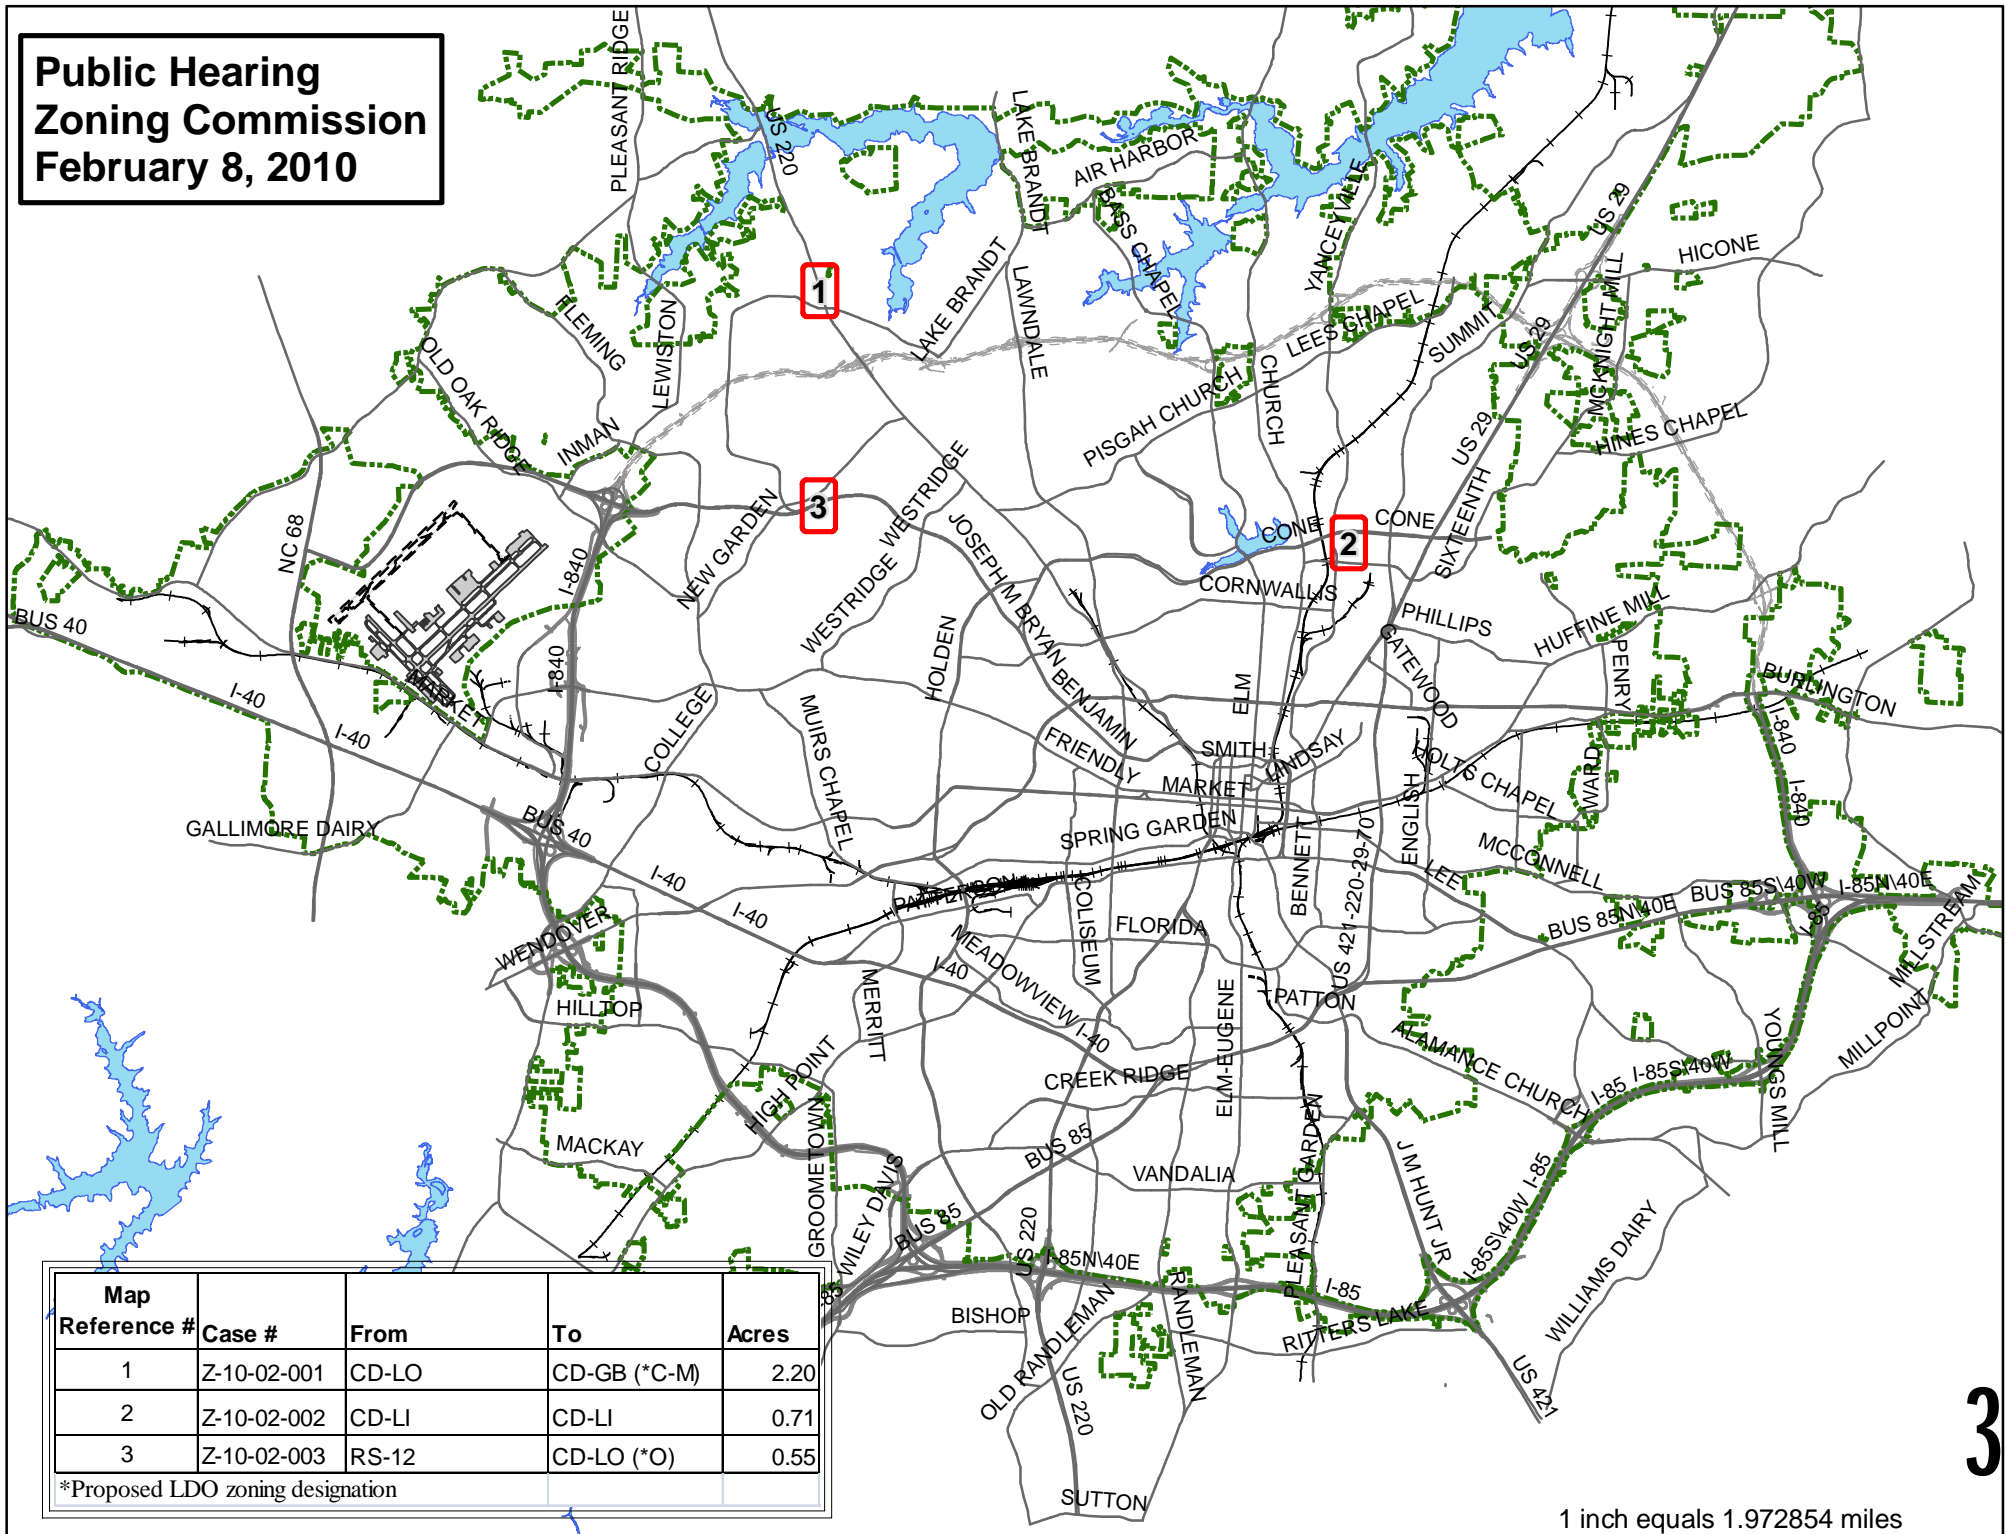 Public Hearing
Zoning Commission
February 8, 2010
PLEASANT RIDGE
US 220
LAKE BRANDT
AIR HARBOR
BASS CHAPEL
YANCEYVILLE
US 29
HICONE
MCKNIGHT MILL
1
FLEMING
LEWISTON
LAKE BRANDT
LAWNDALE
LEES CHAPEL
SUMMIT
US 29
OLD OAK RIDGE
INMAN
PISGAH CHURCH
CHURCH
US 29
HINES CHAPEL
NC 68
I-840
NEW GARDEN
3
WESTRIDGE
WESTRIDGE
JOSEPH M BRYAN
BENJAMIN
CONE
2
CONE
SIXTEENTH
CORNWALLIS
PHILLIPS
HUFFINE MILL
BUS 40
I-40
I-40
MARKET
I-840
COLLEGE
MUIRS CHAPEL
HOLDEN
FRIENDLY
ELM
SMITH
LINDSAY
MARKET
GATEWOOD
PENRY
BURLINGTON
I-840
I-840
HOLTS CHAPEL
WARD
GALLIMORE DAIRY
BUS 40
SPRING GARDEN
BENNETT
US 421-220-29-70
ENGLISH
LEE
MCCONNELL
I-40
I-40
PATTERSON
COLISEUM
FLORIDA
BUS 85N\40E
BUS 85S\40W
I-85N\40E
I-85
MILLSTREAM
WENDOVER
HILLTOP
MERRITT
I-40
MEADOWVIEW
I-40
ELM-EUGENE
PATTON
ALAMANCE CHURCH
YOUNGS MILL
MILLPOINT
HIGH POINT
GROOMETOWN
CREEK RIDGE
I-85
I-85S\40W
MACKAY
WILEY DAVIS
BUS 85
BUS 85
VANDALIA
PLEASANT GARDEN
J M HUNT JR
I-85
I-85S\40W
WILLIAMS DAIRY
US 220
I-85N\40E
I-85
BISHOP
OLD RANDLEMAN
RANDLEMAN
RITTERS LAKE
US 220
US 421
SUTTON
Map
Reference # Case # From To Acres
1 Z-10-02-001 CD-LO CD-GB (*C-M) 2.20
2 Z-10-02-002 CD-LI CD-LI 0.71
3 Z-10-02-003 RS-12 CD-LO (*O) 0.55
*Proposed LDO zoning designation
3
1 inch equals 1.972854 miles